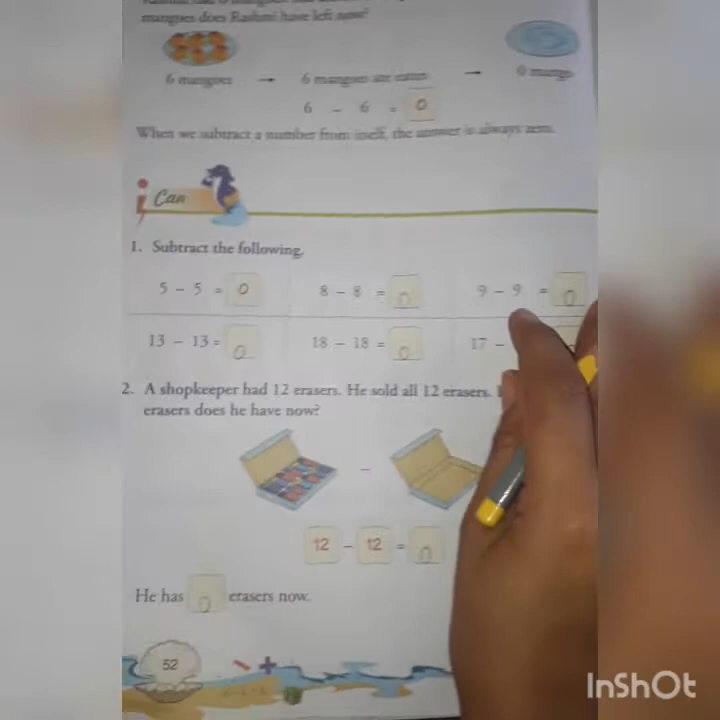 mangoes does Rashmi have left now?
6 mangoes → 6 mangoes are eaten → 0 mango
6 - 6 = 0
When we subtract a number from itself, the answer is always zero.
i Can
1. Subtract the following.
5 - 5 = 0 8 - 8 = 0 9 - 9 = 0
13 - 13 = 0 18 - 18 = 0 17 -
2. A shopkeeper had 12 erasers. He sold all 12 erasers.
erasers does he have now?
-
12 - 12 = 0
He has 0 erasers now.
52
InShOt